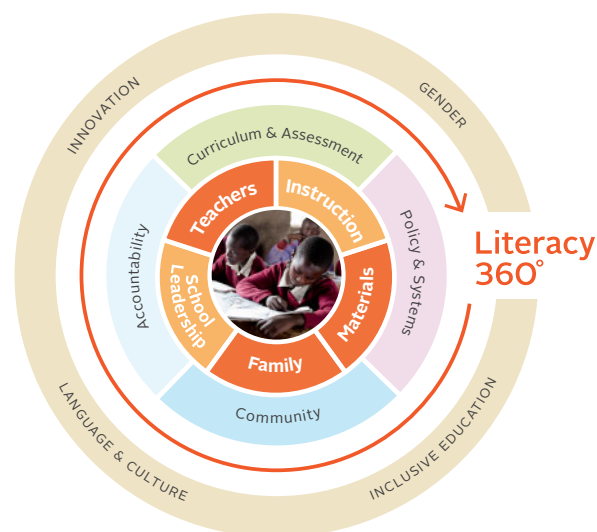 INNOVATION
GENDER
Curriculum & Assessment
Teachers
Instruction
Accountability
Policy & Systems
Literacy
360°
School
Leadership
Materials
Family
Community
LANGUAGE & CULTURE
INCLUSIVE EDUCATION